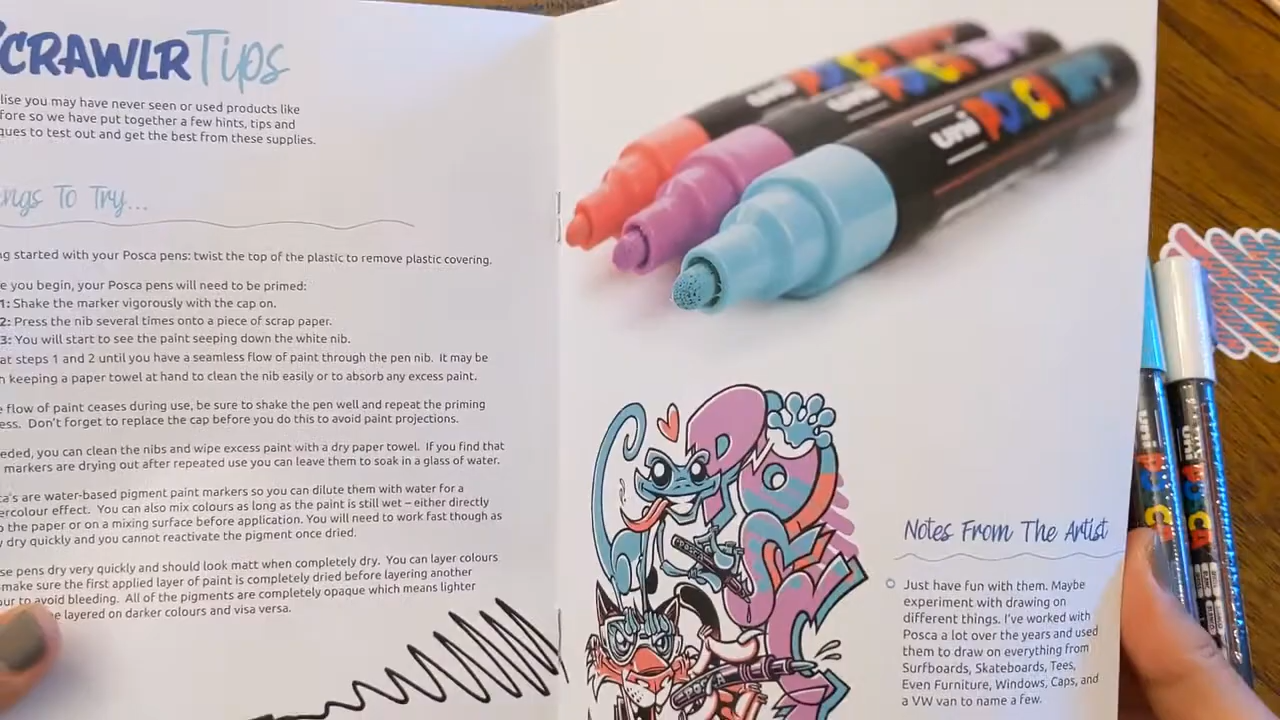 CRAWLR Tips
lise you may have never seen or used products like
fore so we have put together a few hints, tips and
ques to test out and get the best from these supplies.
ngs To Try...
ng started with your Posca pens: twist the top of the plastic to remove plastic covering.
e you begin, your Posca pens will need to be primed:
1: Shake the marker vigorously with the cap on.
2: Press the nib several times onto a piece of scrap paper.
3: You will start to see the paint seeping down the white nib.
at steps 1 and 2 until you have a seamless flow of paint through the pen nib. It may be
h keeping a paper towel at hand to clean the nib easily or to absorb any excess paint.
e flow of paint ceases during use, be sure to shake the pen well and repeat the priming
ess. Don't forget to replace the cap before you do this to avoid paint projections.
eded, you can clean the nibs and wipe excess paint with a dry paper towel. If you find that
markers are drying out after repeated use you can leave them to soak in a glass of water.
ca's are water-based pigment paint markers so you can dilute them with water for a
ercolour effect. You can also mix colours as long as the paint is still wet – either directly
o the paper or on a mixing surface before application. You will need to work fast though as
y dry quickly and you cannot reactivate the pigment once dried.
se pens dry very quickly and should look matt when completely dry. You can layer colours
make sure the first applied layer of paint is completely dried before layering another
our to avoid bleeding. All of the pigments are completely opaque which means lighter
e layered on darker colours and visa versa.
uni POSCA
uni POSCA
uni POSCA
POSCA
Notes From The Artist
Just have fun with them. Maybe
experiment with drawing on
different things. I've worked with
Posca a lot over the years and used
them to draw on everything from
Surfboards, Skateboards, Tees,
Even Furniture, Windows, Caps, and
a VW van to name a few.
uni POSCA
uni POSCA